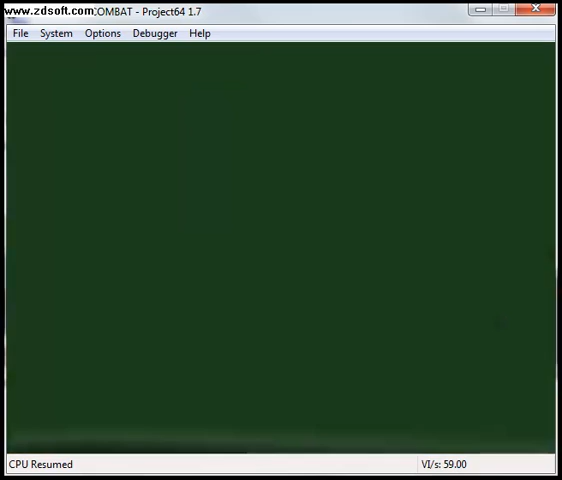 www.zdsoft.com OMBAT - Project64 1.7
File System Options Debugger Help
CPU Resumed VI/s: 59.00